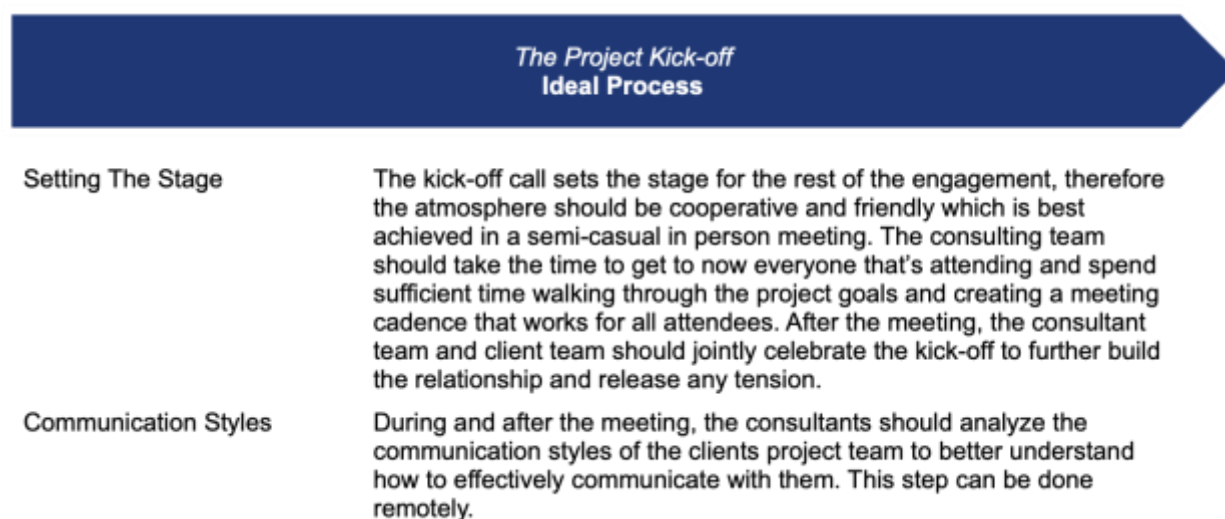 The Project Kick-off
Ideal Process
Setting The Stage
The kick-off call sets the stage for the rest of the engagement, therefore
the atmosphere should be cooperative and friendly which is best
achieved in a semi-casual in person meeting. The consulting team
should take the time to get to now everyone that's attending and spend
sufficient time walking through the project goals and creating a meeting
cadence that works for all attendees. After the meeting, the consultant
team and client team should jointly celebrate the kick-off to further build
the relationship and release any tension.
Communication Styles
During and after the meeting, the consultants should analyze the
communication styles of the clients project team to better understand
how to effectively communicate with them. This step can be done
remotely.